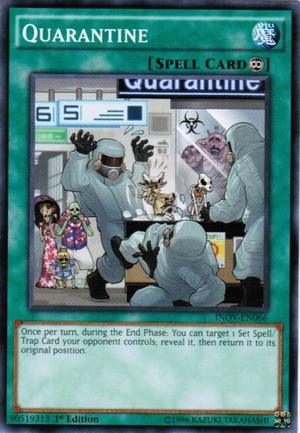 QUARANTINE
[SPELL CARD]
Quarantine
6 5
INOV-EN066
Once per turn, during the End Phase: You can target 1 Set Spell/
Trap Card your opponent controls; reveal it, then return it to its
original position.
90519313 1st Edition
©1996 KAZUKI TAKAHASHI